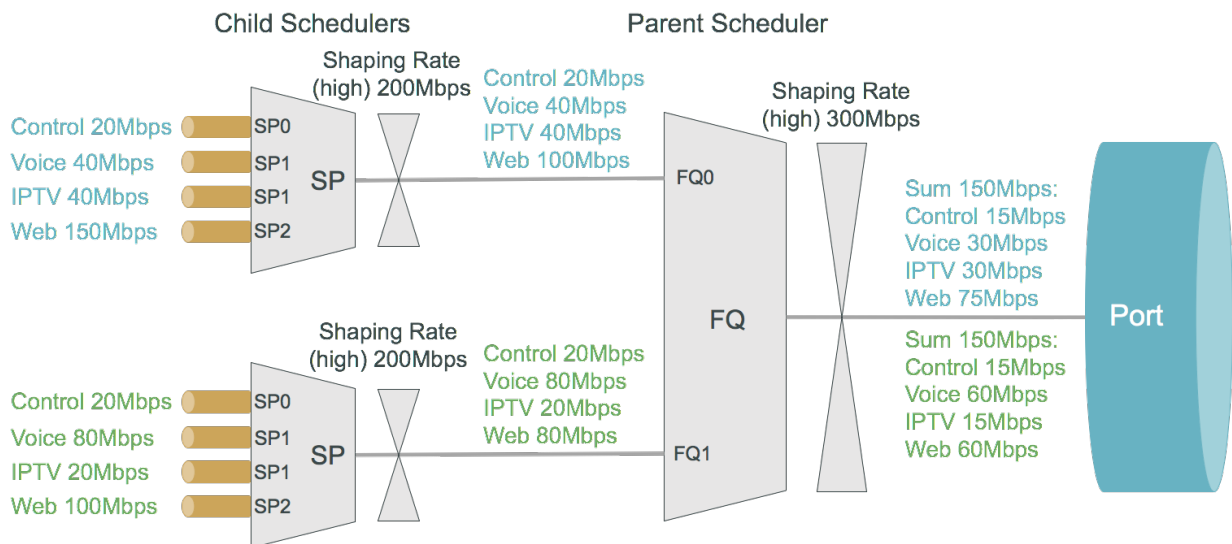 Child Schedulers
Parent Scheduler
Shaping Rate
(high) 200Mbps
Control 20Mbps
Voice 40Mbps
IPTV 40Mbps
Web 150Mbps
SP0
SP1
SP1
SP2
SP
Control 20Mbps
Voice 40Mbps
IPTV 40Mbps
Web 100Mbps
Shaping Rate
(high) 200Mbps
Control 20Mbps
Voice 80Mbps
IPTV 20Mbps
Web 100Mbps
SP0
SP1
SP1
SP2
SP
Control 20Mbps
Voice 80Mbps
IPTV 20Mbps
Web 80Mbps
FQ0
FQ1
FQ
Shaping Rate
(high) 300Mbps
Sum 150Mbps:
Control 15Mbps
Voice 30Mbps
IPTV 30Mbps
Web 75Mbps
Sum 150Mbps:
Control 15Mbps
Voice 60Mbps
IPTV 15Mbps
Web 60Mbps
Port